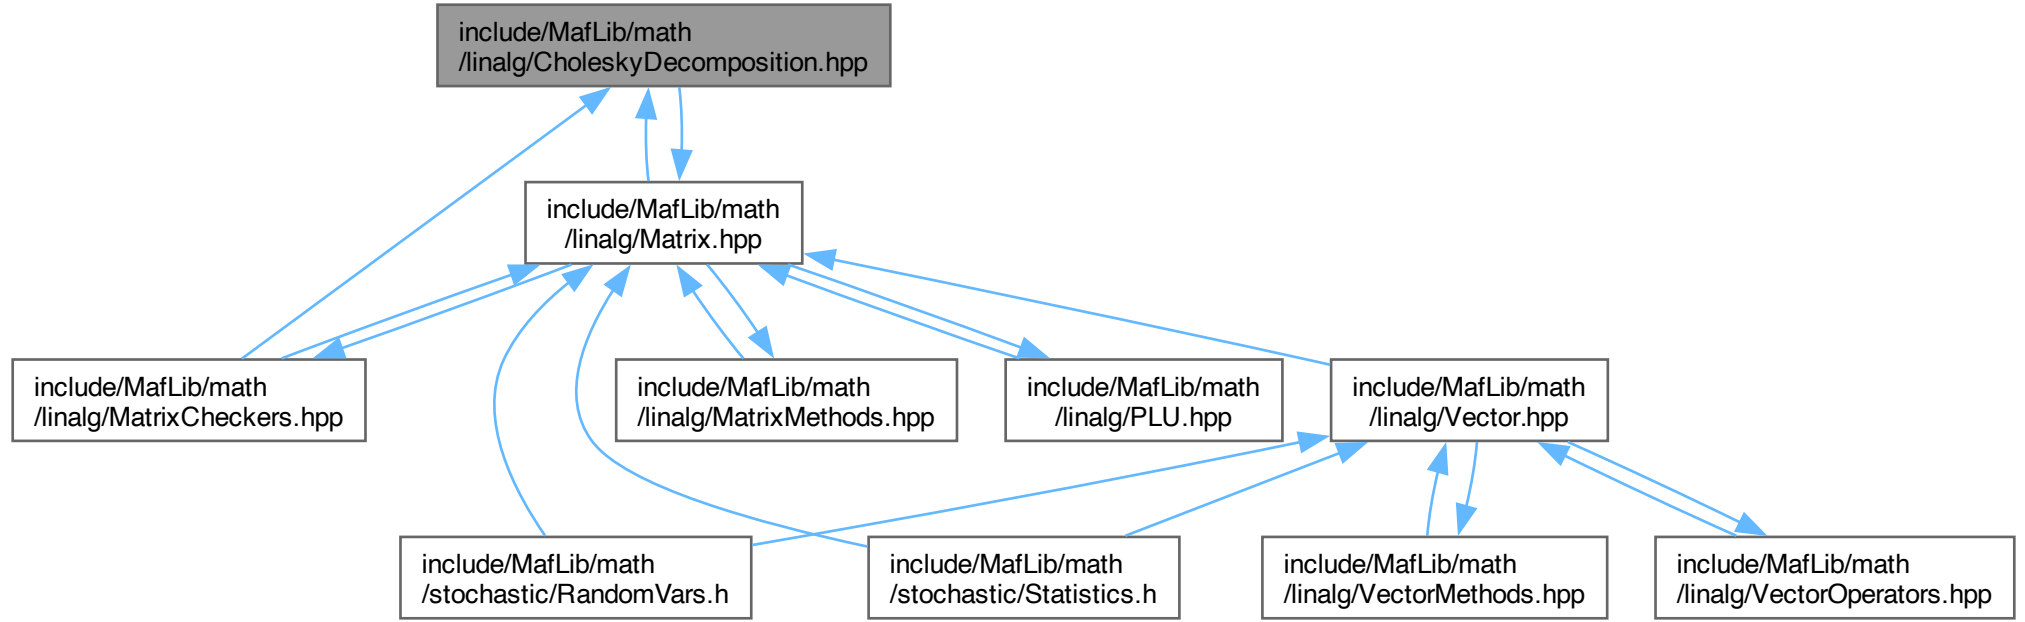 include/MafLib/math
/linalg/CholeskyDecomposition.hpp
include/MafLib/math
/linalg/Matrix.hpp
include/MafLib/math
/linalg/MatrixCheckers.hpp
include/MafLib/math
/linalg/MatrixMethods.hpp
include/MafLib/math
/linalg/PLU.hpp
include/MafLib/math
/linalg/Vector.hpp
include/MafLib/math
/stochastic/RandomVars.h
include/MafLib/math
/stochastic/Statistics.h
include/MafLib/math
/linalg/VectorMethods.hpp
include/MafLib/math
/linalg/VectorOperators.hpp